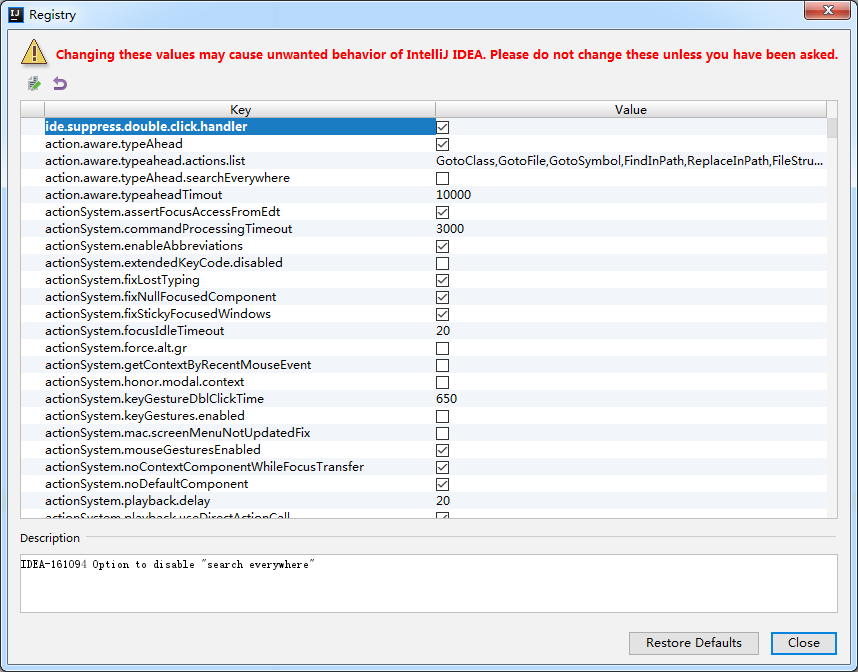 Registry
Changing these values may cause unwanted behavior of IntelliJ IDEA. Please do not change these unless you have been asked.
Key Value
ide.suppress.double.click.handler
action.aware.typeAhead
action.aware.typeahead.actions.list GotoClass,GotoFile,GotoSymbol,FindInPath,ReplaceInPath,FileStru...
action.aware.typeAhead.searchEverywhere
action.aware.typeaheadTimout 10000
actionSystem.assertFocusAccessFromEdt
actionSystem.commandProcessingTimeout 3000
actionSystem.enableAbbreviations
actionSystem.extendedKeyCode.disabled
actionSystem.fixLostTyping
actionSystem.fixNullFocusedComponent
actionSystem.fixStickyFocusedWindows
actionSystem.focusIdleTimeout 20
actionSystem.force.alt.gr
actionSystem.getContextByRecentMouseEvent
actionSystem.honor.modal.context
actionSystem.keyGestureDblClickTime 650
actionSystem.keyGestures.enabled
actionSystem.mac.screenMenuNotUpdatedFix
actionSystem.mouseGesturesEnabled
actionSystem.noContextComponentWhileFocusTransfer
actionSystem.noDefaultComponent
actionSystem.playback.delay 20
actionSystem.playback.useDirectActionCall
Description
IDEA-161094 Option to disable "search everywhere"
Restore Defaults Close